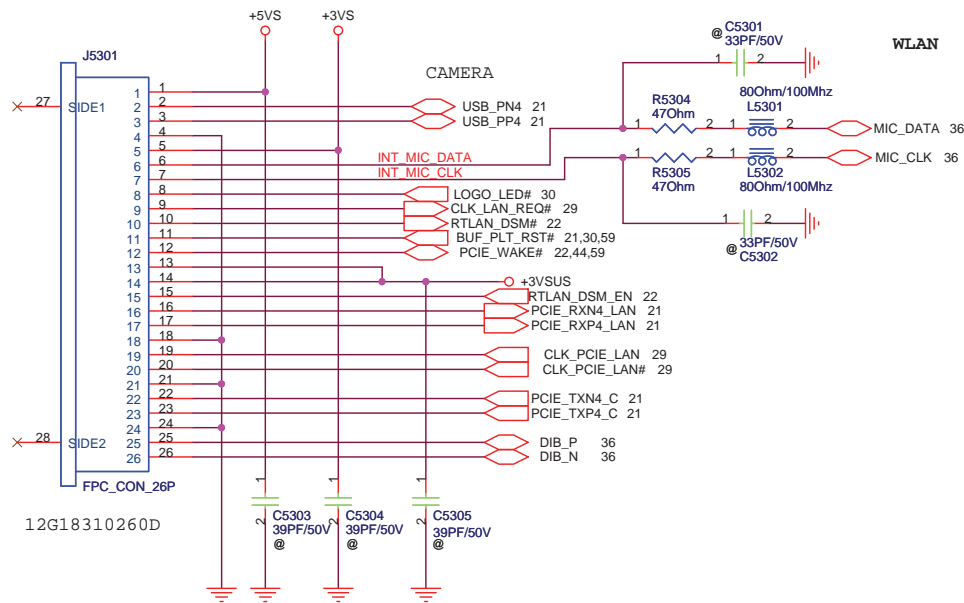 +5VS +3VS
J5301
CAMERA
WLAN
@ C5301
33PF/50V
1 2
80Ohm/100Mhz
R5304 L5301
47Ohm
1 2 1 2 MIC_DATA 36
1 2 1 2 MIC_CLK 36
R5305 L5302
47Ohm 80Ohm/100Mhz
1 2
33PF/50V
@ C5302
27 SIDE1
28 SIDE2
1 1
2 2 USB_PN4 21
3 3 USB_PP4 21
4 4
5 5
6 6 INT_MIC_DATA
7 7 INT_MIC_CLK
8 8 LOGO_LED# 30
9 9 CLK_LAN_REQ# 29
10 10 RTLAN_DSM# 22
11 11 BUF_PLT_RST# 21,30,59
12 12 PCIE_WAKE# 22,44,59
13 13
14 14 +3VSUS
15 15 RTLAN_DSM_EN 22
16 16 PCIE_RXN4_LAN 21
17 17 PCIE_RXP4_LAN 21
18 18
19 19 CLK_PCIE_LAN 29
20 20 CLK_PCIE_LAN# 29
21 21
22 22 PCIE_TXN4_C 21
23 23 PCIE_TXP4_C 21
24 24
25 25 DIB_P 36
26 26 DIB_N 36
FPC_CON_26P
12G18310260D
1 1 1
2 2 2
C5303 C5304 C5305
39PF/50V 39PF/50V 39PF/50V
@ @ @